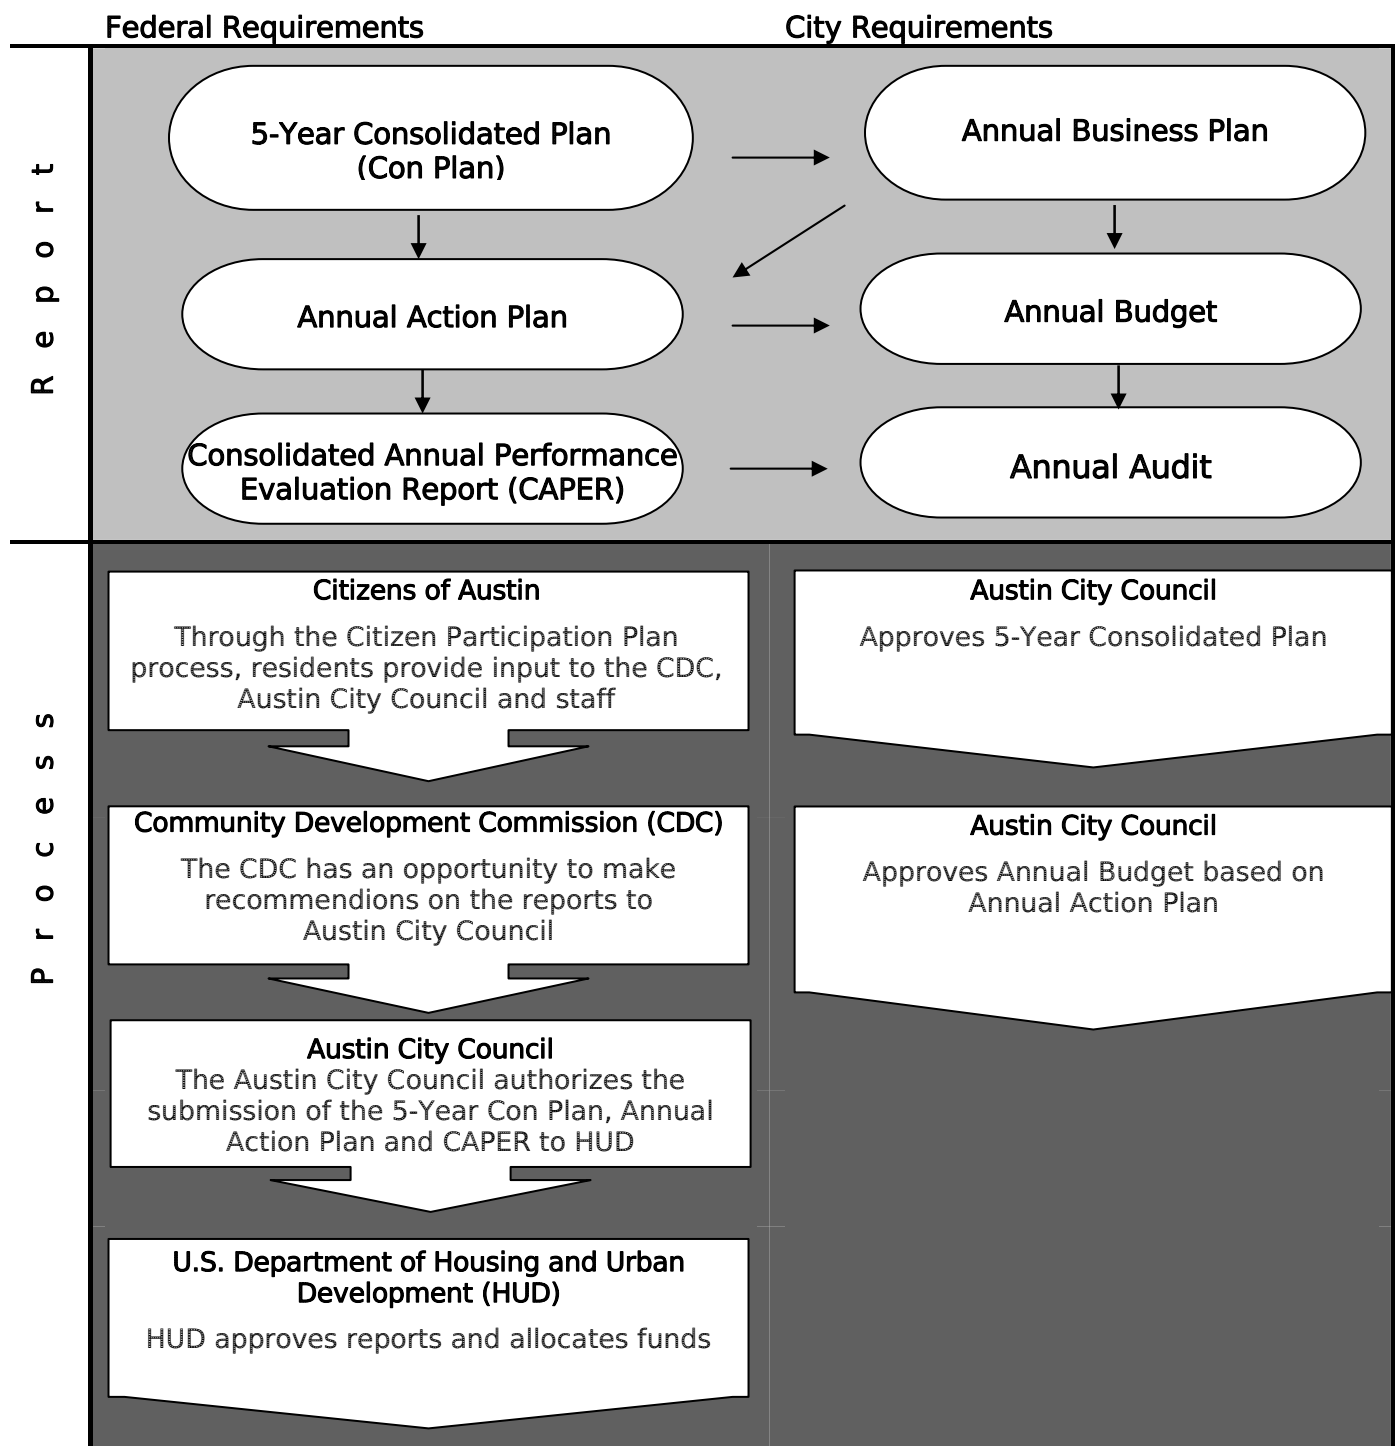 Federal Requirements
City Requirements
Report
5-Year Consolidated Plan
(Con Plan)
Annual Business Plan
Annual Action Plan
Annual Budget
Consolidated Annual Performance
Evaluation Report (CAPER)
Annual Audit
Process
Citizens of Austin
Through the Citizen Participation Plan
process, residents provide input to the CDC,
Austin City Council and staff
Austin City Council
Approves 5-Year Consolidated Plan
Community Development Commission (CDC)
The CDC has an opportunity to make
recommendions on the reports to
Austin City Council
Austin City Council
Approves Annual Budget based on
Annual Action Plan
Austin City Council
The Austin City Council authorizes the
submission of the 5-Year Con Plan, Annual
Action Plan and CAPER to HUD
U.S. Department of Housing and Urban
Development (HUD)
HUD approves reports and allocates funds